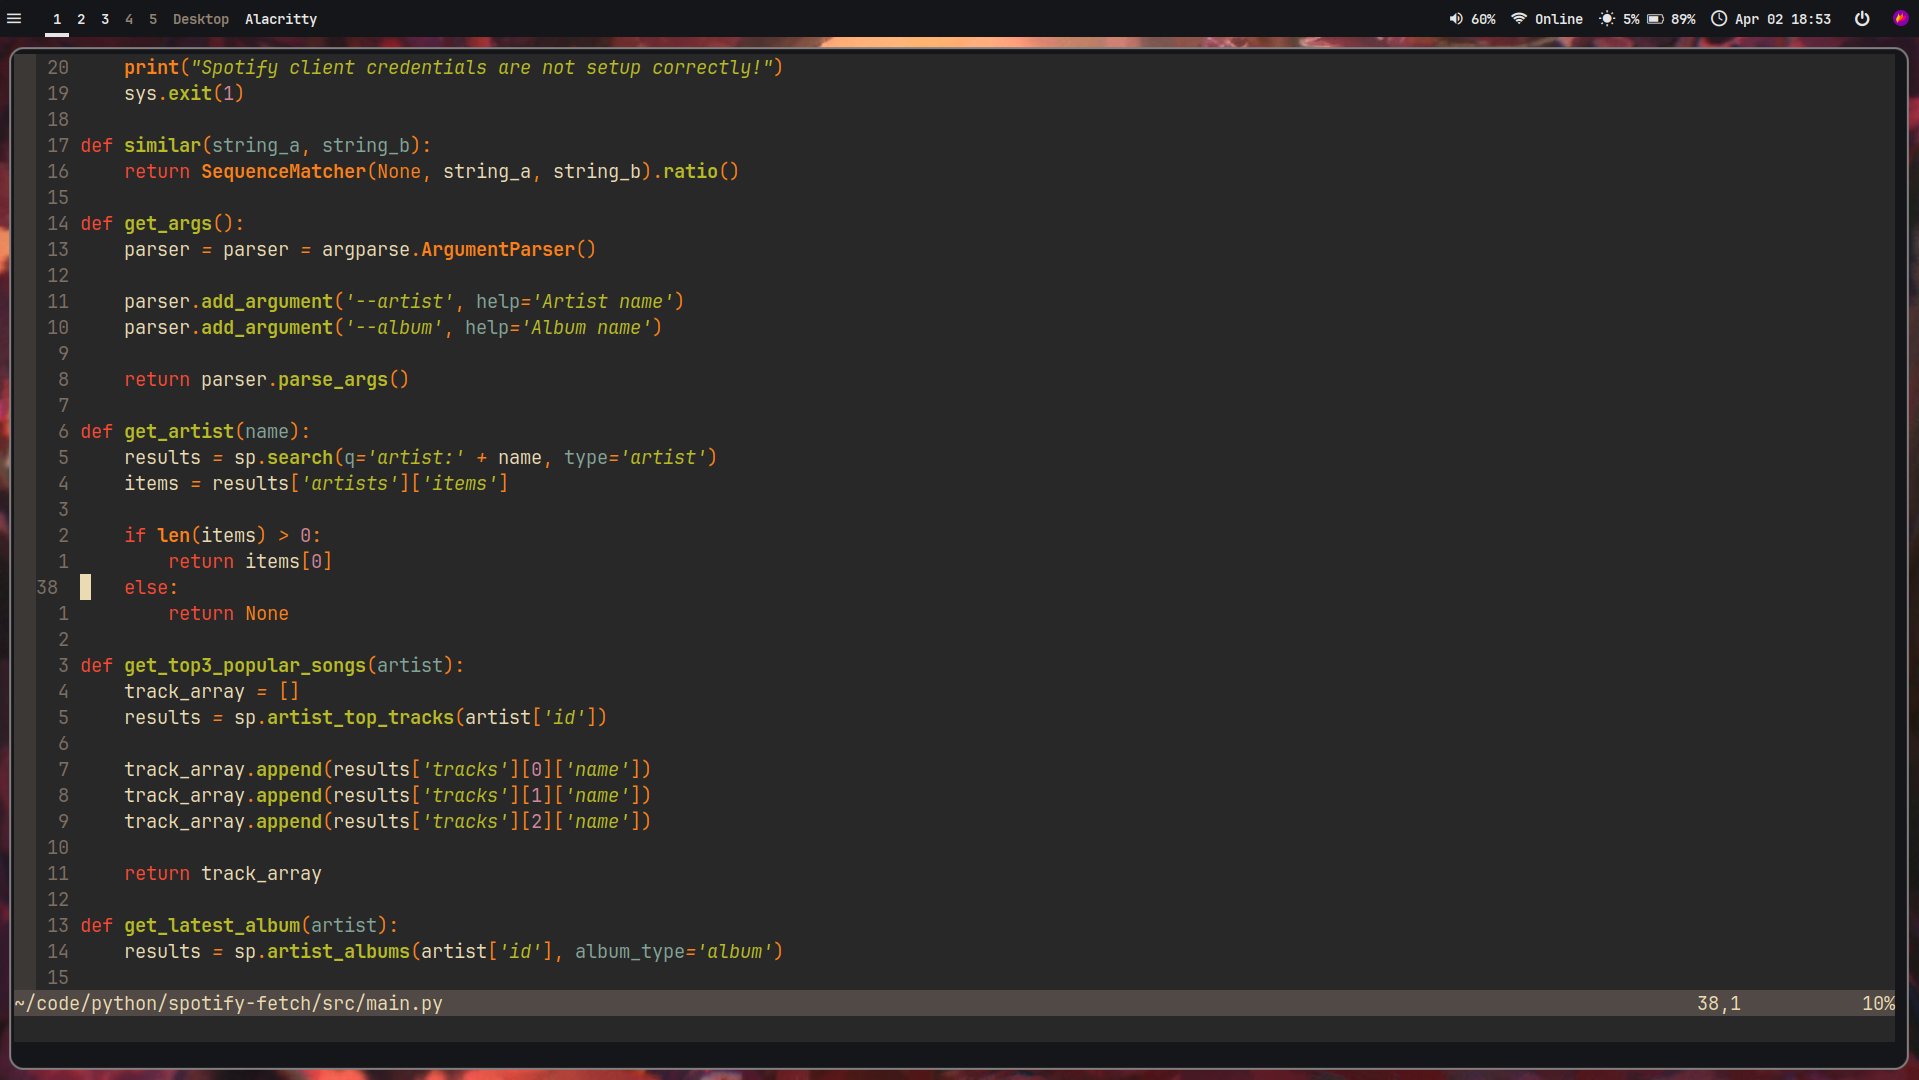 1 2 3 4 5 Desktop Alacritty 60% Online 5% 89% Apr 02 18:53
20     print("Spotify client credentials are not setup correctly!")
19     sys.exit(1)
18
17 def similar(string_a, string_b):
16     return SequenceMatcher(None, string_a, string_b).ratio()
15
14 def get_args():
13     parser = parser = argparse.ArgumentParser()
12
11     parser.add_argument('--artist', help='Artist name')
10     parser.add_argument('--album', help='Album name')
9
8     return parser.parse_args()
7
6 def get_artist(name):
5     results = sp.search(q='artist:' + name, type='artist')
4     items = results['artists']['items']
3
2     if len(items) > 0:
1         return items[0]
38     else:
1         return None
2
3 def get_top3_popular_songs(artist):
4     track_array = []
5     results = sp.artist_top_tracks(artist['id'])
6
7     track_array.append(results['tracks'][0]['name'])
8     track_array.append(results['tracks'][1]['name'])
9     track_array.append(results['tracks'][2]['name'])
10
11     return track_array
12
13 def get_latest_album(artist):
14     results = sp.artist_albums(artist['id'], album_type='album')
15
~/code/python/spotify-fetch/src/main.py 38,1 10%